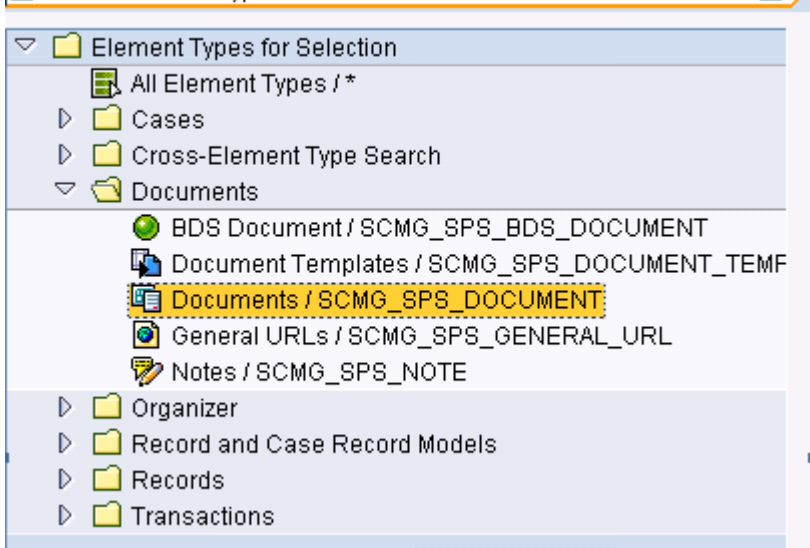 Element Types for Selection
All Element Types / *
Cases
Cross-Element Type Search
Documents
BDS Document / SCMG_SPS_BDS_DOCUMENT
Document Templates / SCMG_SPS_DOCUMENT_TEMP
Documents / SCMG_SPS_DOCUMENT
General URLs / SCMG_SPS_GENERAL_URL
Notes / SCMG_SPS_NOTE
Organizer
Record and Case Record Models
Records
Transactions